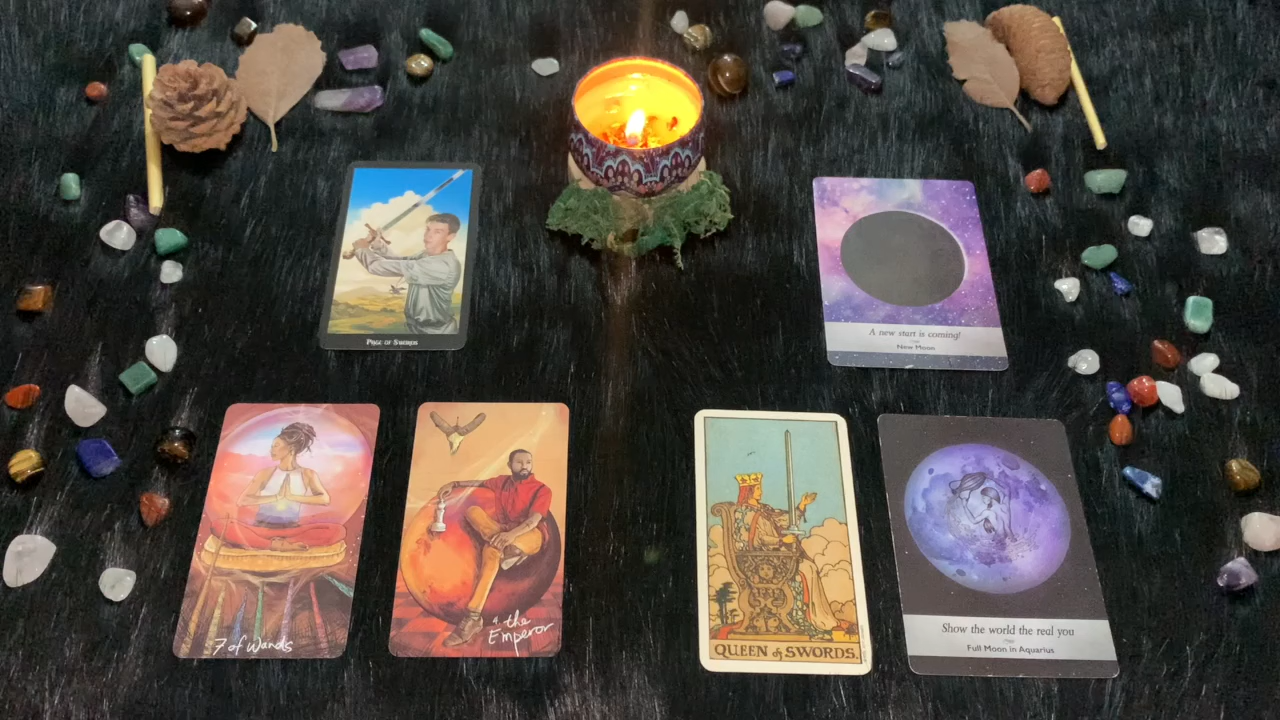 Page of Swords
A new start is coming!
New Moon
7 of Wands
4. the
Emperor
QUEEN of SWORDS.
Show the world the real you
Full Moon in Aquarius